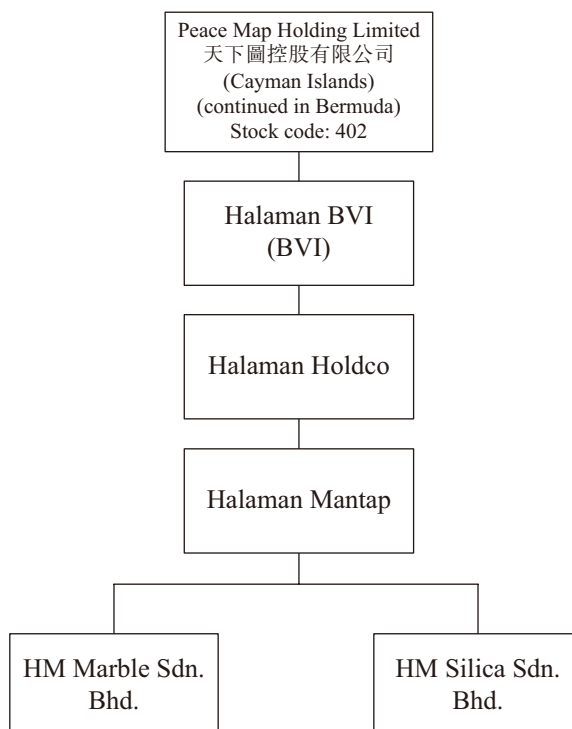 Peace Map Holding Limited
天下圖控股有限公司
(Cayman Islands)
(continued in Bermuda)
Stock code: 402
Halaman BVI
(BVI)
Halaman Holdco
Halaman Mantap
HM Marble Sdn.
Bhd.
HM Silica Sdn.
Bhd.